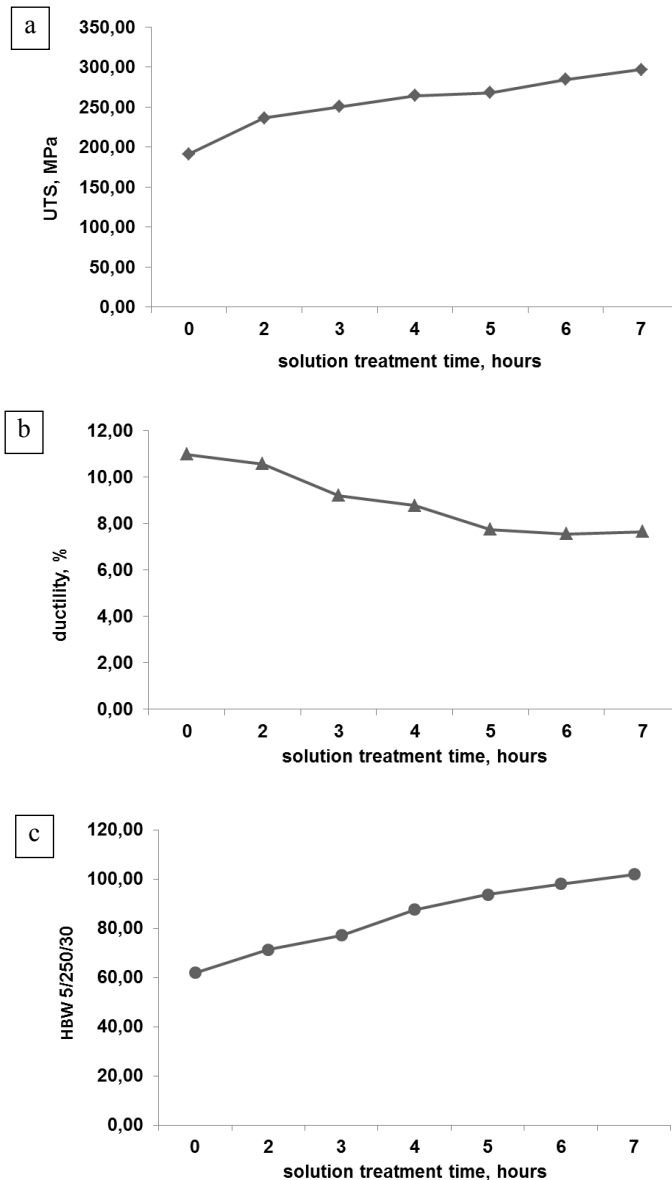 a
350,00
300,00
250,00
200,00
150,00
100,00
50,00
0,00
UTS, MPa
0 2 3 4 5 6 7
solution treatment time, hours
b
12,00
10,00
8,00
6,00
4,00
2,00
0,00
ductility, %
0 2 3 4 5 6 7
solution treatment time, hours
c
120,00
100,00
80,00
60,00
40,00
20,00
0,00
HBW 5/250/30
0 2 3 4 5 6 7
solution treatment time, hours